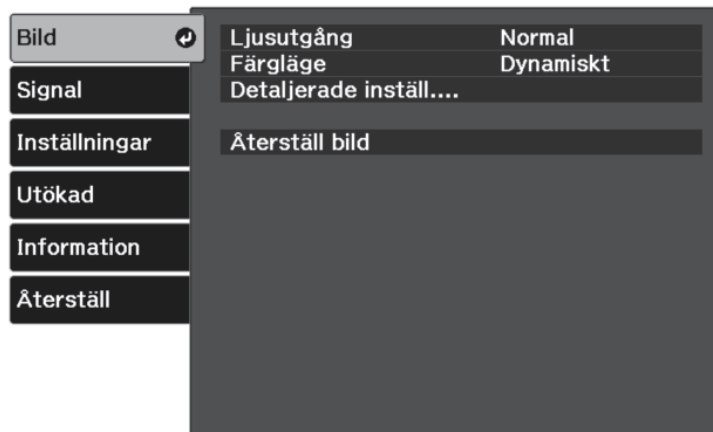 Bild
Signal
Inställningar
Utökad
Information
Återställ
Ljusutgång Normal
Färgläge Dynamiskt
Detaljerade inställ....
Återställ bild